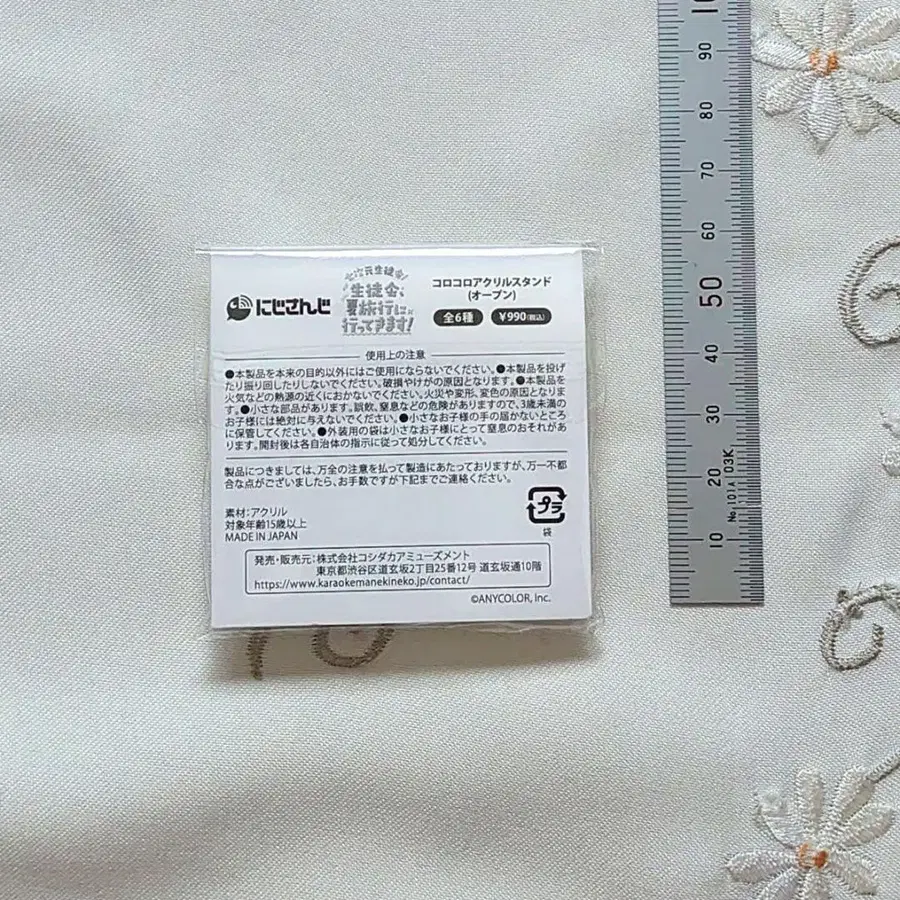 にじさんじ
七次元生徒会!
生徒会、
夏旅行に
行ってきます!
コロコロアクリルスタンド
(オープン)
全6種 ¥990(税込)
使用上の注意
●本製品を本来の目的以外にはご使用にならないでください。●本製品を投げ
たり振り回したりしないでください。破損やけがの原因となります。●本製品を
火気などの熱源の近くにおかないでください。火災や変形、変色の原因となりま
す。●小さな部品があります。誤飲、窒息などの危険がありますので、3歳未満の
お子様には絶対に与えないでください。●小さなお子様の手の届かないところ
に保管してください。●外装用の袋は小さなお子様にとって窒息のおそれがあ
ります。開封後は各自治体の指示に従って処分してください。
製品につきましては、万全の注意を払って製造にあたっておりますが、万一不都
合な点がございましたら、お手数ですが下記までご連絡ください。
プラ
袋
素材:アクリル
対象年齢15歳以上
MADE IN JAPAN
発売・販売元:株式会社コシダカアミューズメント
東京都渋谷区道玄坂2丁目25番12号 道玄坂通10階
https://www.karaokemanekineko.jp/contact/
©ANYCOLOR, Inc.
90
80
70
60
50
40
30
20
10
No.101A 03K